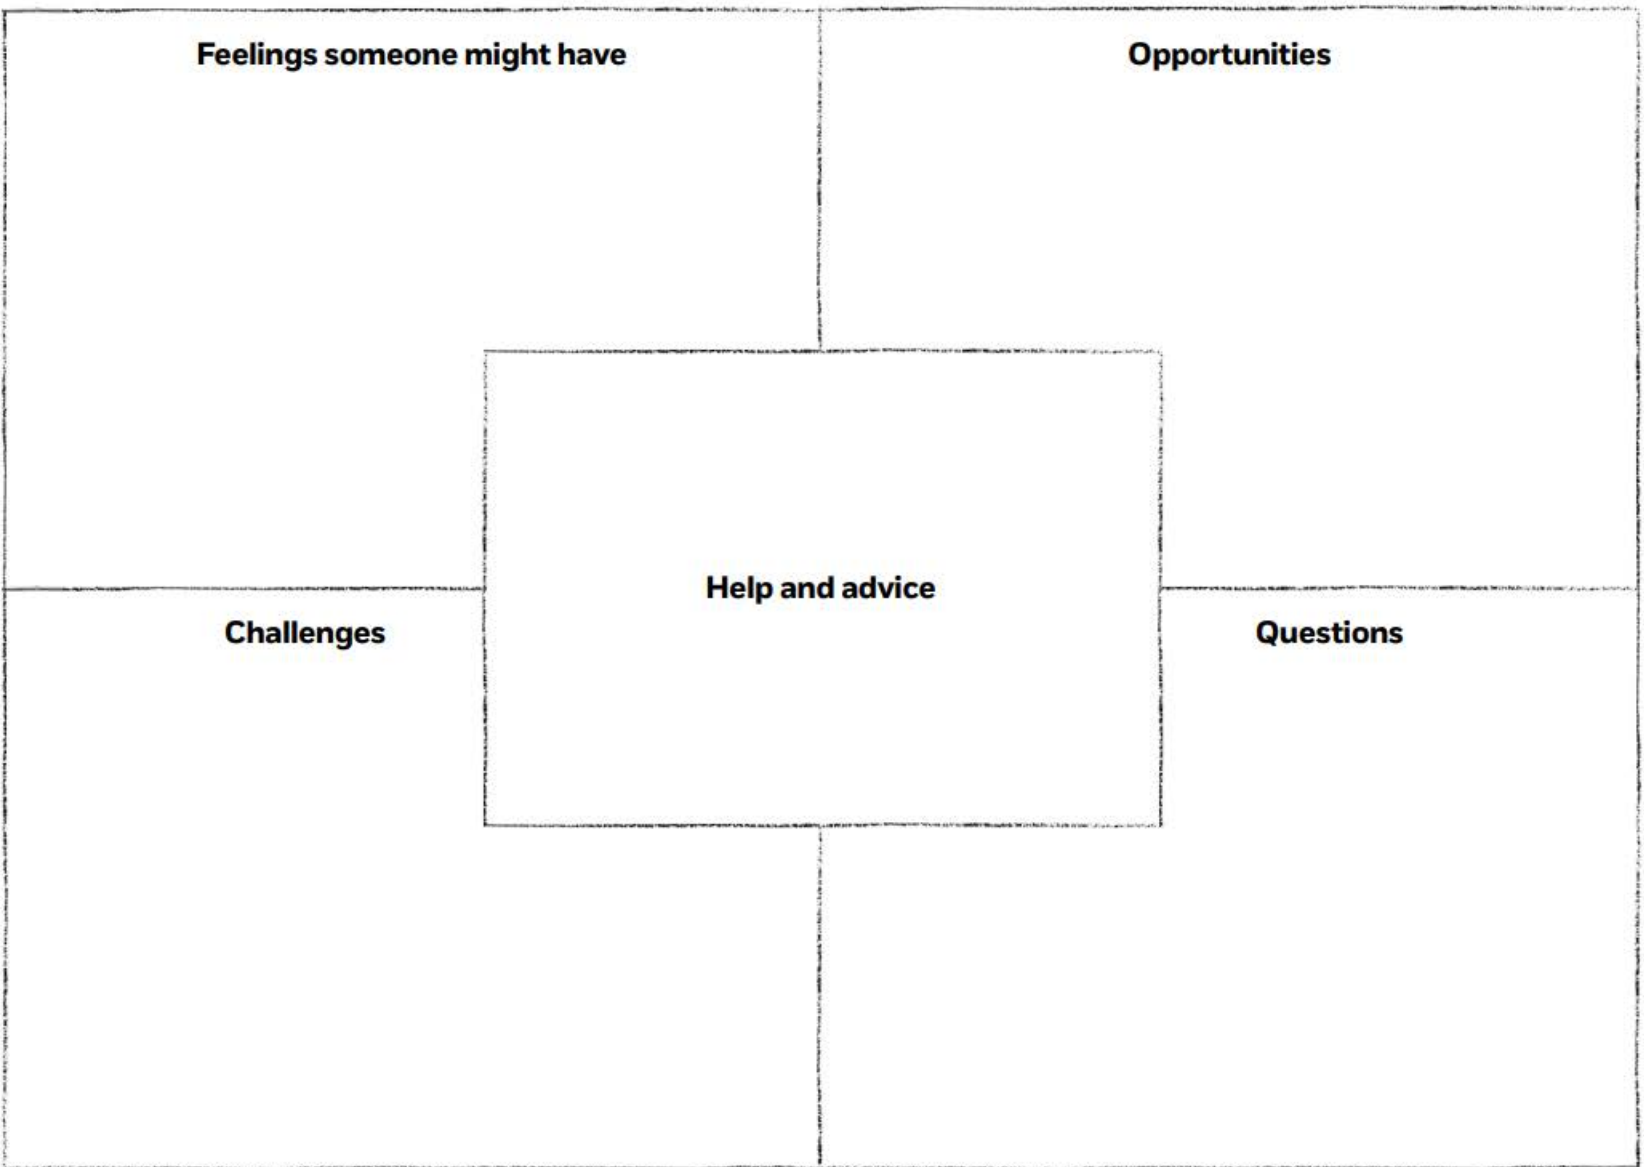 Feelings someone might have
Opportunities
Help and advice
Challenges
Questions